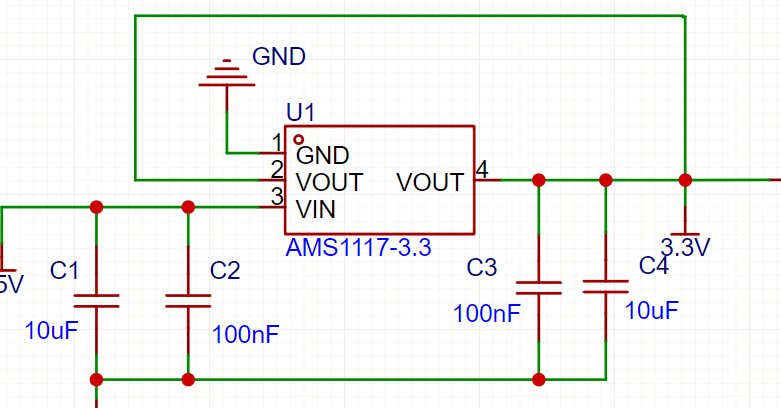 GND
U1
1
GND
2
VOUT
VOUT
4
3
VIN
AMS1117-3.3
3.3V
5V
C1
C2
C3
C4
10uF
100nF
100nF
10uF